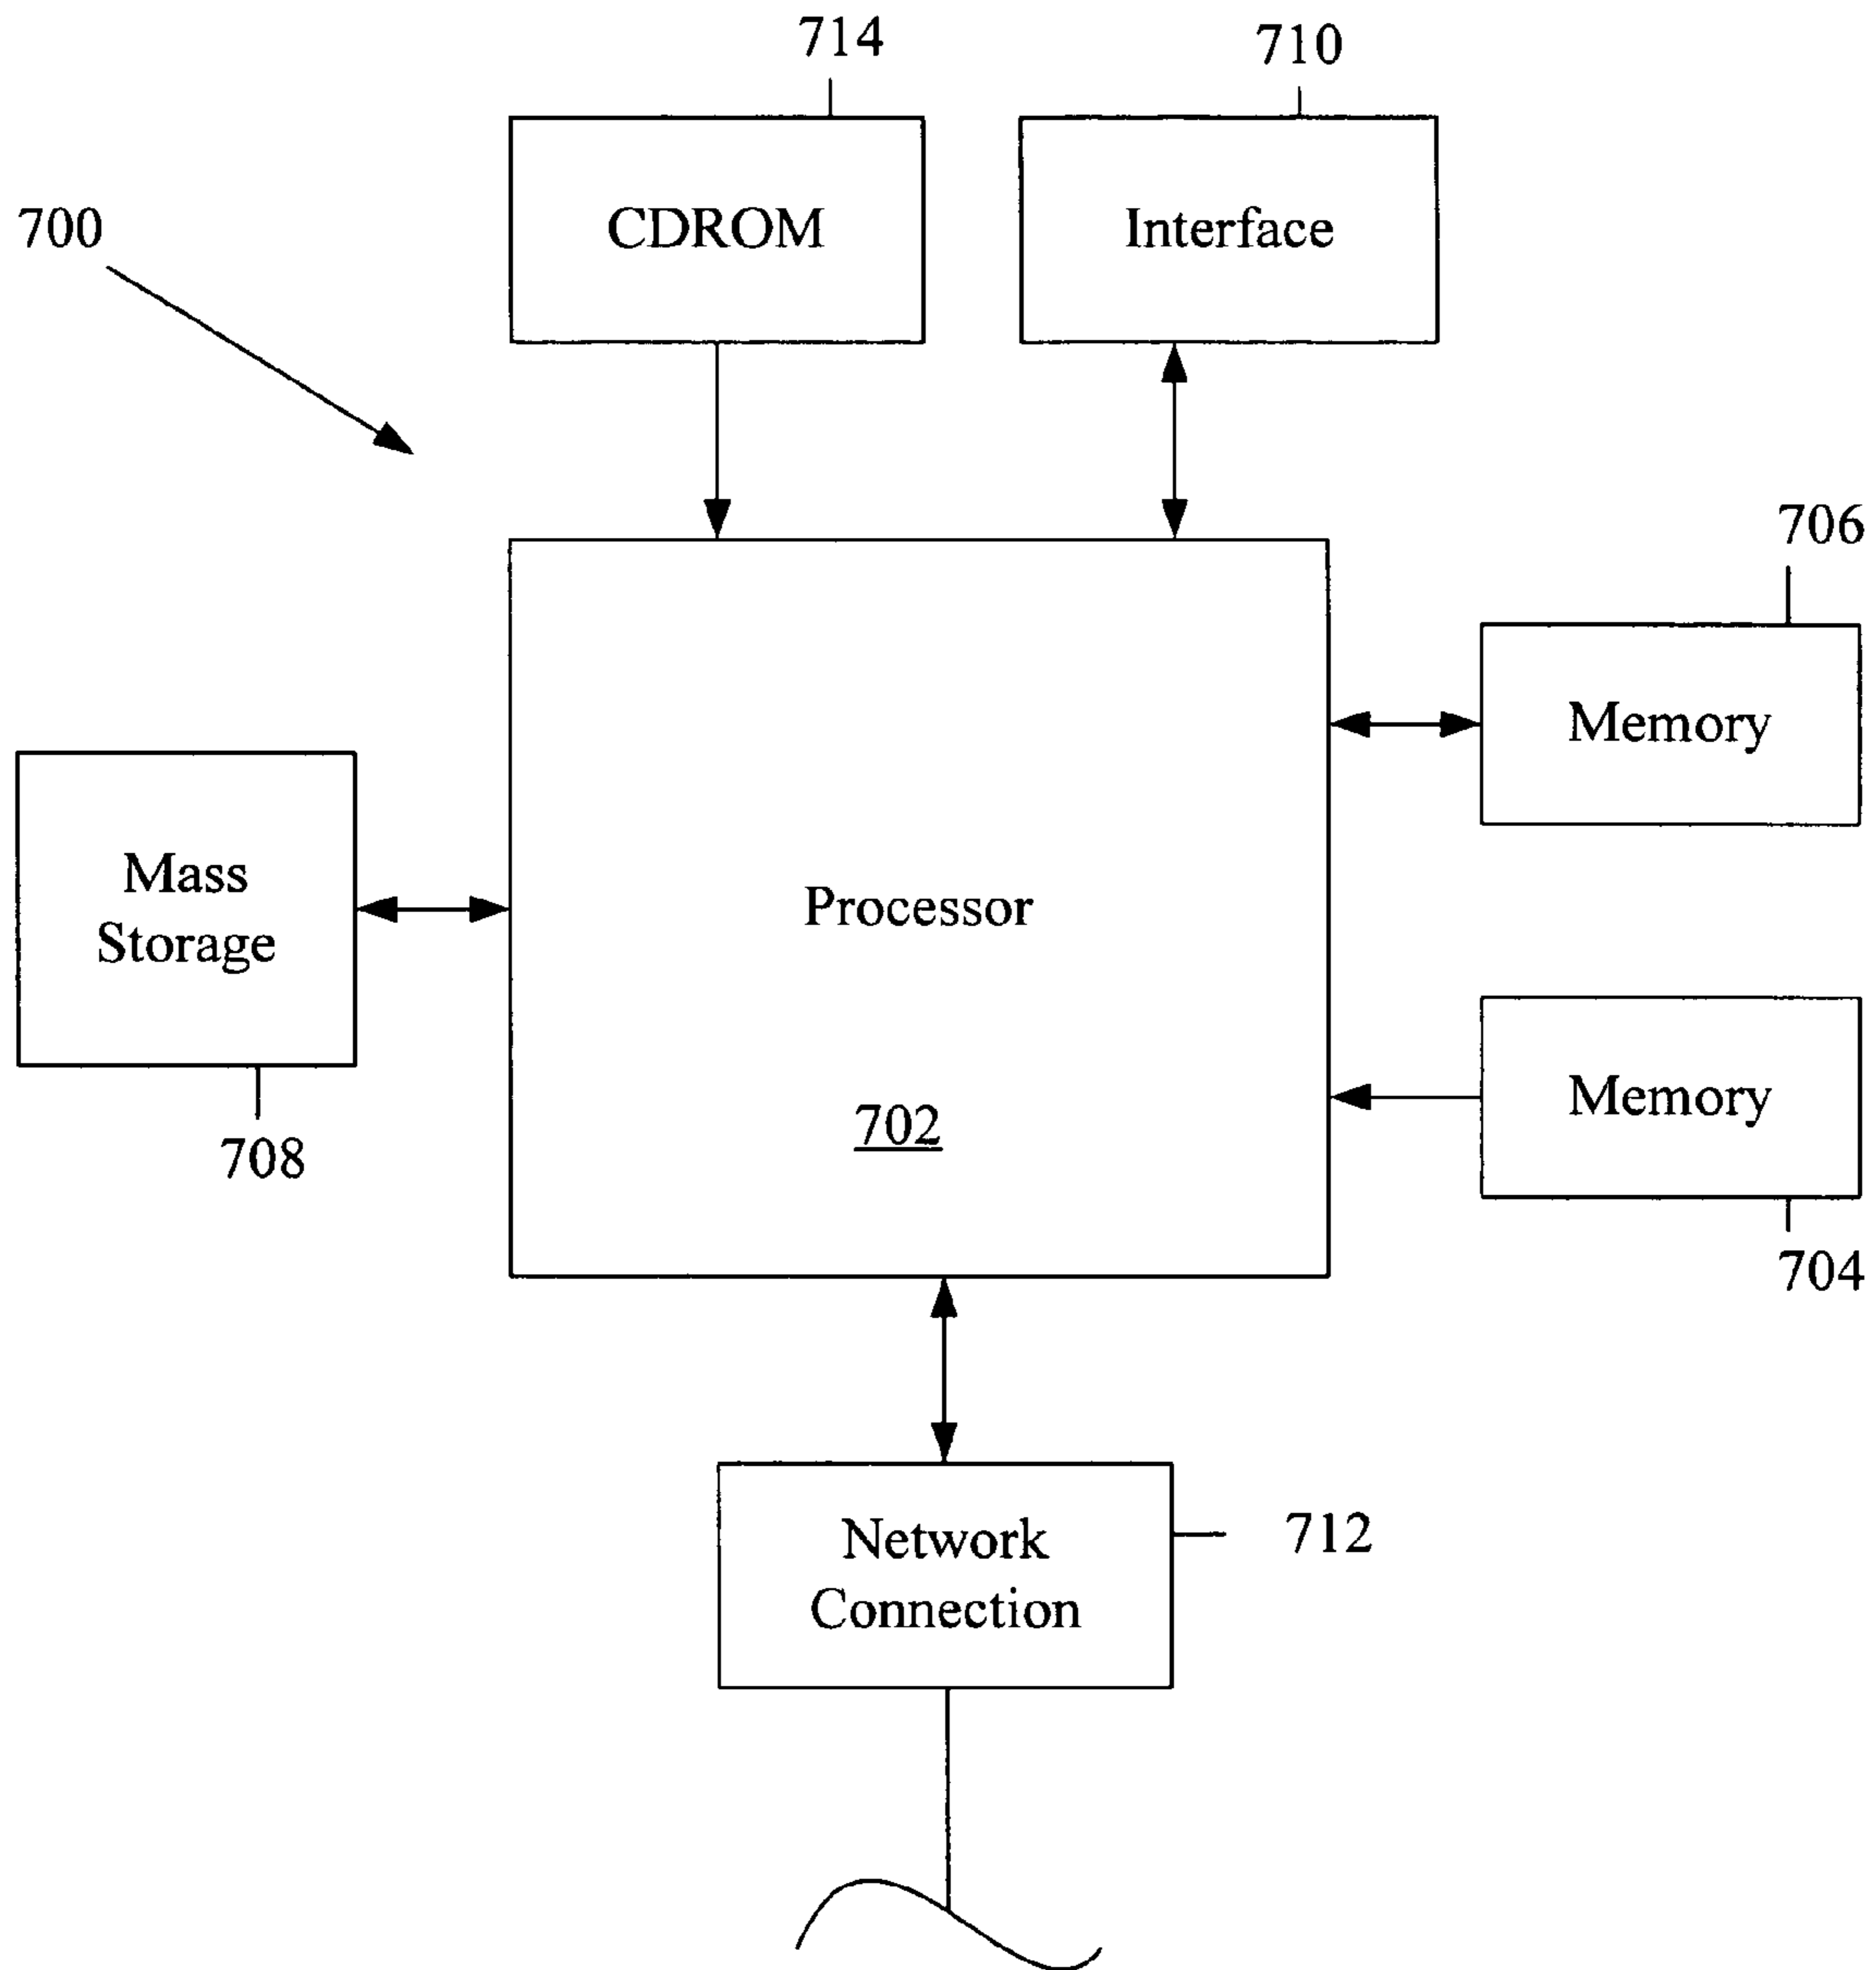 714
710
700
CDROM
Interface
706
Memory
Mass
Storage
Processor
Memory
702
708
704
Network
Connection
712